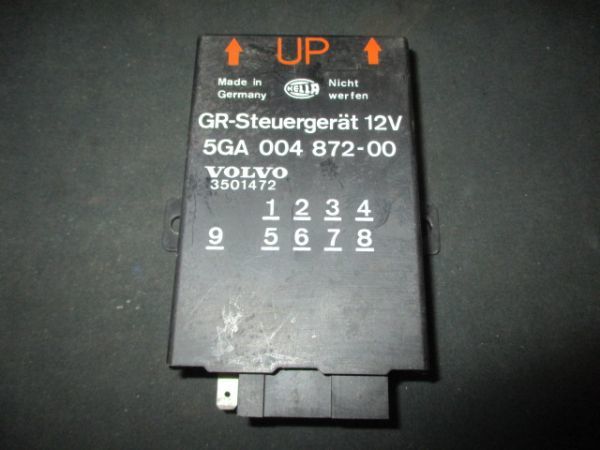 UP
Made in Germany
HELLA
Nicht werfen
GR-Steuergerät 12V
5GA 004 872-00
VOLVO
3501472
1 2 3 4
9 5 6 7 8